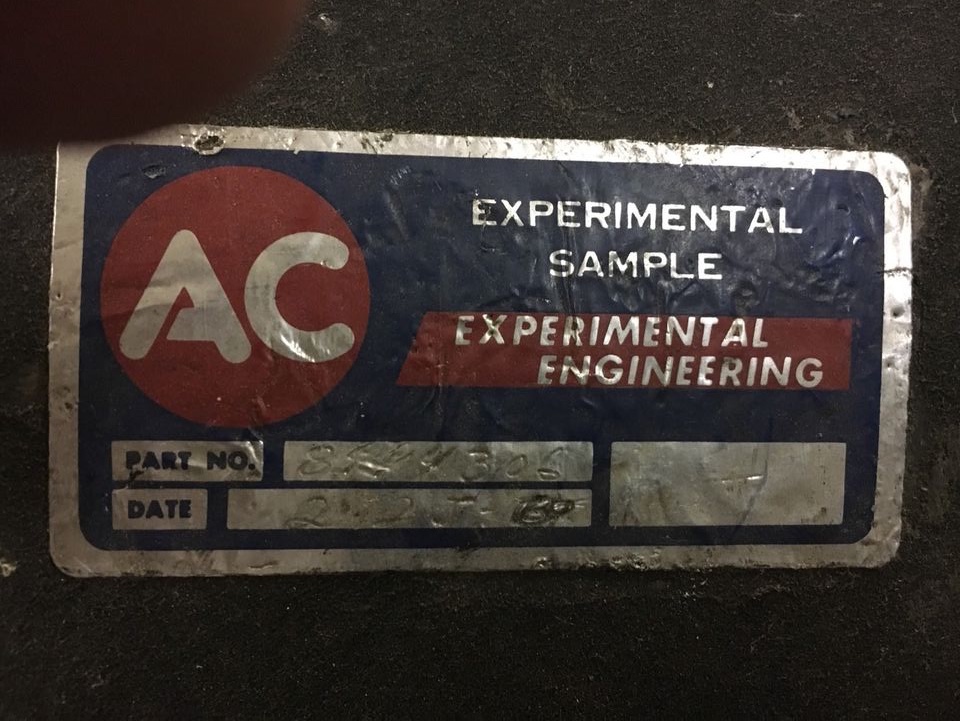 AC
EXPERIMENTAL
SAMPLE
EXPERIMENTAL
ENGINEERING
PART NO.
DATE